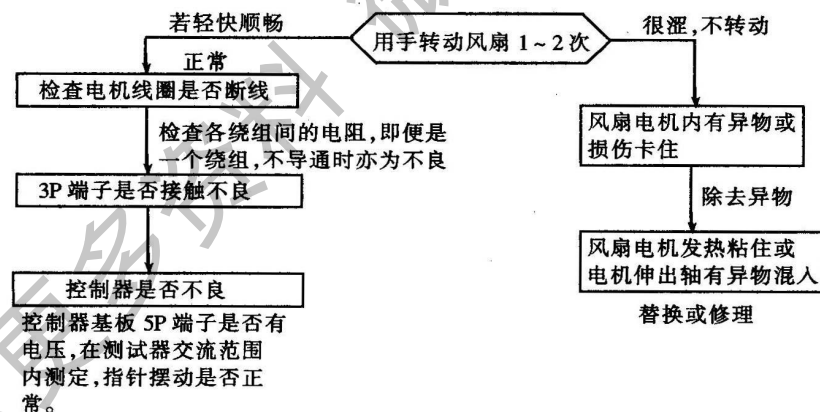 若轻快顺畅
用手转动风扇 1~2 次
很涩,不转动
正常
检查电机线圈是否断线
检查各绕组间的电阻,即便是
一个绕组,不导通时亦为不良
3P 端子是否接触不良
控制器是否不良
控制器基板 5P 端子是否有
电压,在测试器交流范围
内测定,指针摆动是否正
常。
风扇电机内有异物或
损伤卡住
除去异物
风扇电机发热粘住或
电机伸出轴有异物混入
替换或修理
更多资料